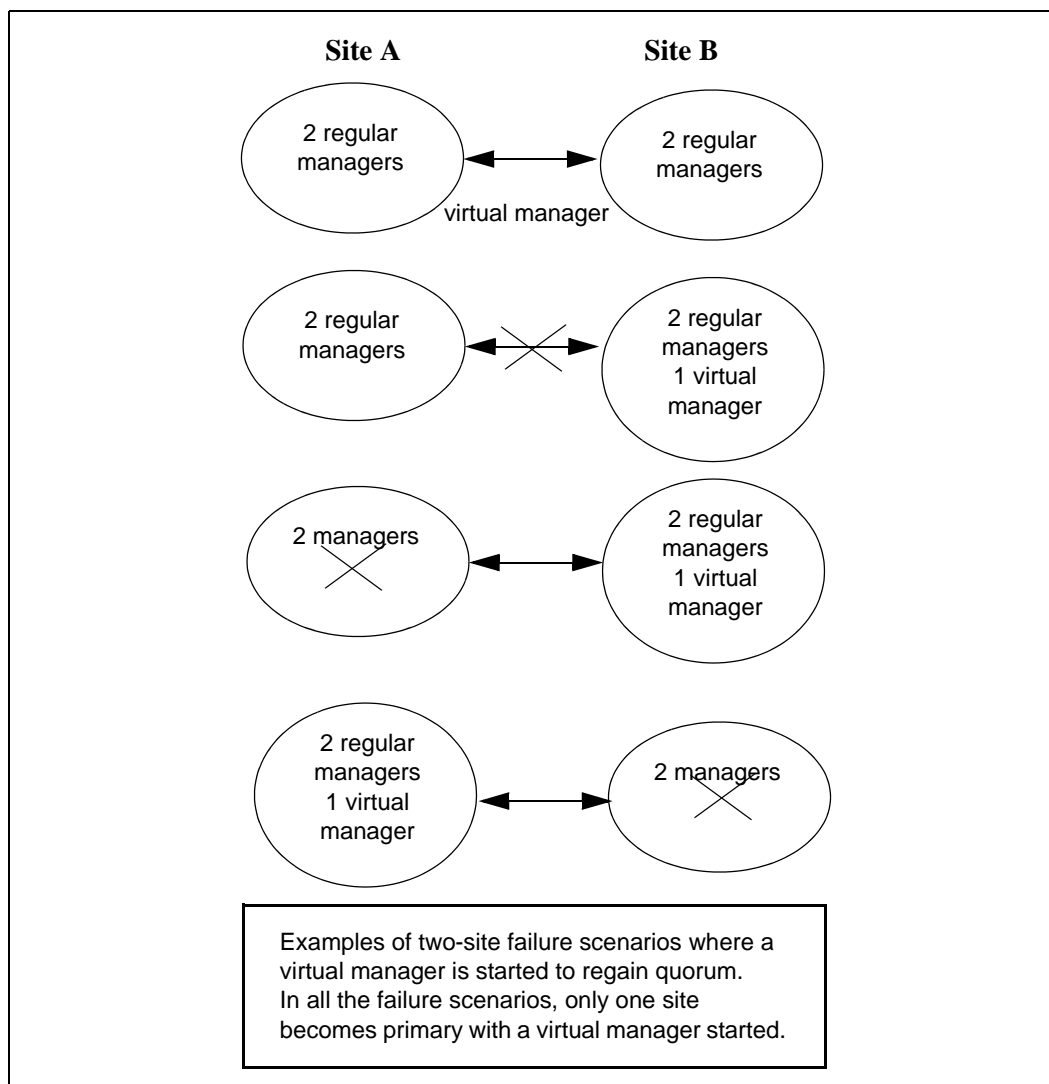 Site A
Site B
2 regular
managers
2 regular
managers
virtual manager
2 regular
managers
2 regular
managers
1 virtual
manager
2 managers
2 regular
managers
1 virtual
manager
2 regular
managers
1 virtual
manager
2 managers
Examples of two-site failure scenarios where a
virtual manager is started to regain quorum.
In all the failure scenarios, only one site
becomes primary with a virtual manager started.